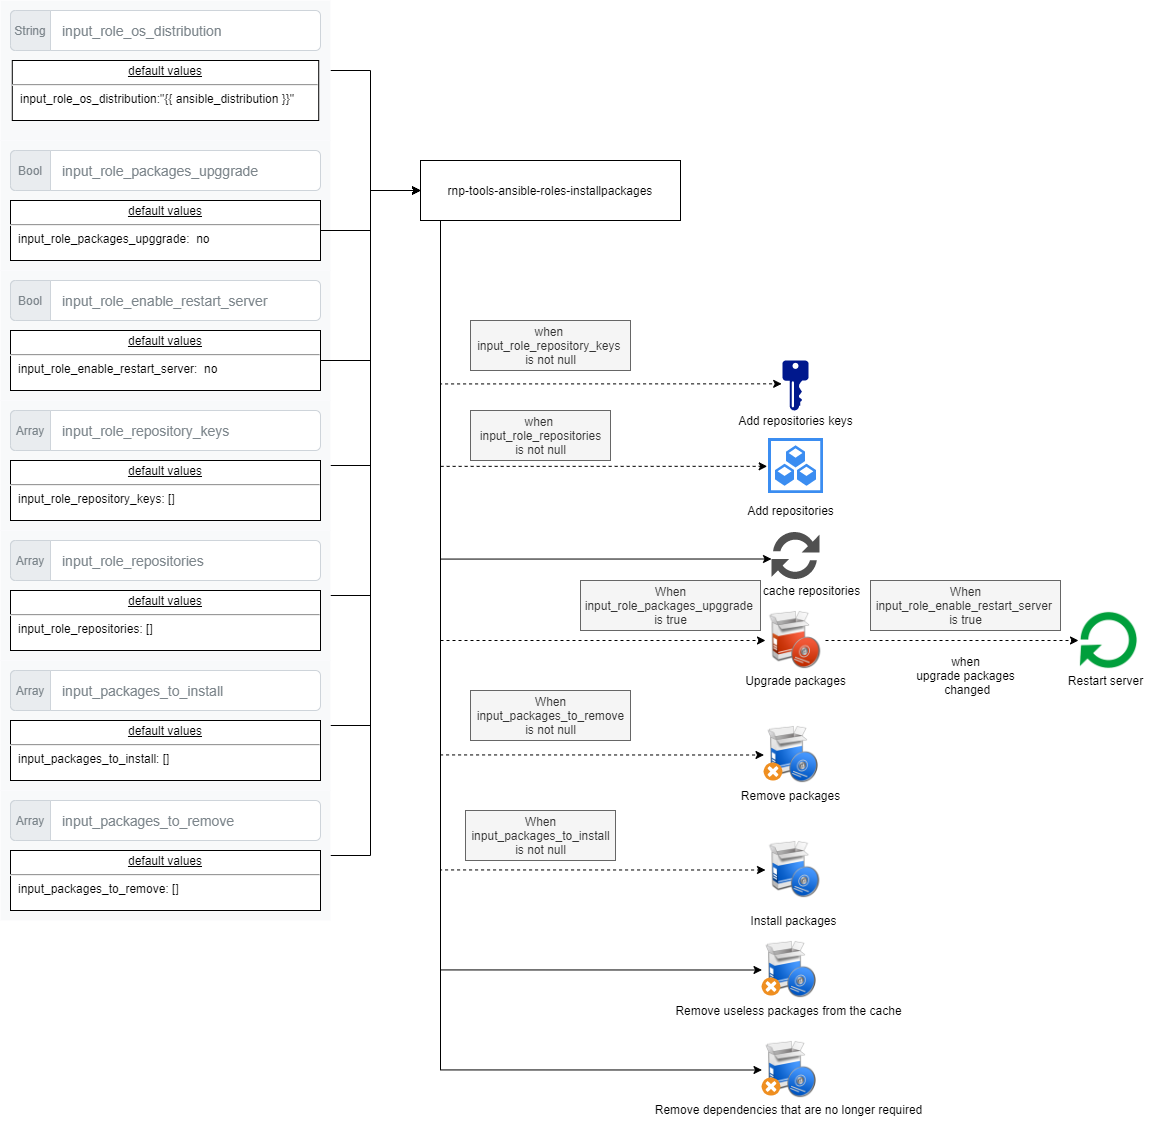 String input_role_os_distribution
default values
input_role_os_distribution:"{{ ansible_distribution }}"
Bool input_role_packages_upggrade
default values
input_role_packages_upggrade: no
Bool input_role_enable_restart_server
default values
input_role_enable_restart_server: no
Array input_role_repository_keys
default values
input_role_repository_keys: []
Array input_role_repositories
default values
input_role_repositories: []
Array input_packages_to_install
default values
input_packages_to_install: []
Array input_packages_to_remove
default values
input_packages_to_remove: []
rnp-tools-ansible-roles-installpackages
when
input_role_repository_keys
is not null
Add repositories keys
when
input_role_repositories
is not null
Add repositories
cache repositories
When
input_role_packages_upggrade
is true
Upgrade packages
When
input_role_enable_restart_server
is true
when
upgrade packages
changed
Restart server
When
input_packages_to_remove
is not null
Remove packages
When
input_packages_to_install
is not null
Install packages
Remove useless packages from the cache
Remove dependencies that are no longer required